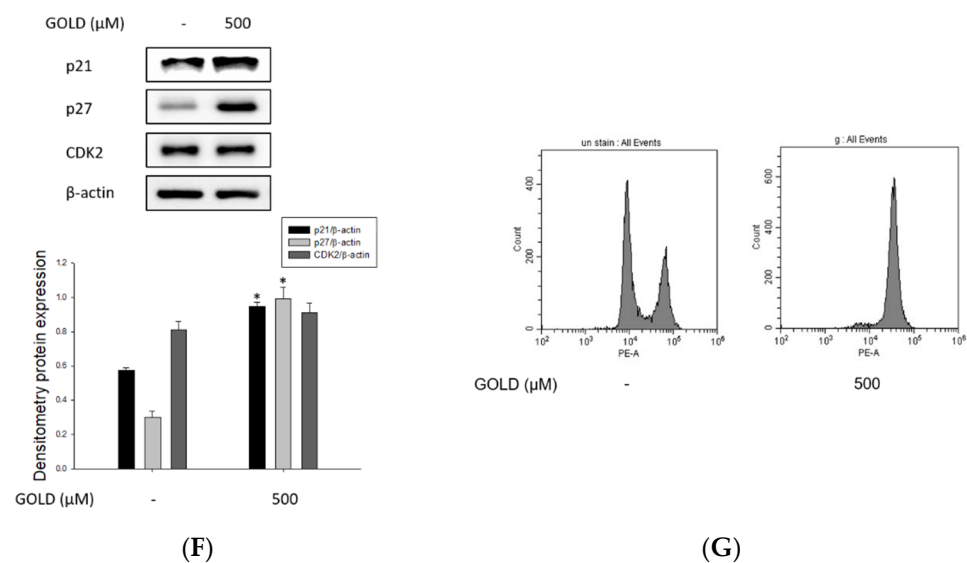 GOLD (µM) - 500
p21
p27
CDK2
β-actin
p21/β-actin
p27/β-actin
CDK2/β-actin
Densitometry protein expression
1.2
1.0
0.8
0.6
0.4
0.2
0.0
* *
GOLD (µM) - 500
(F)
un stain : All Events
Count
400
200
0
10² 10³ 10⁴ 10⁵ 10⁶
PE-A
g : All Events
Count
600
400
200
0
10² 10³ 10⁴ 10⁵ 10⁶
PE-A
GOLD (µM) - 500
(G)